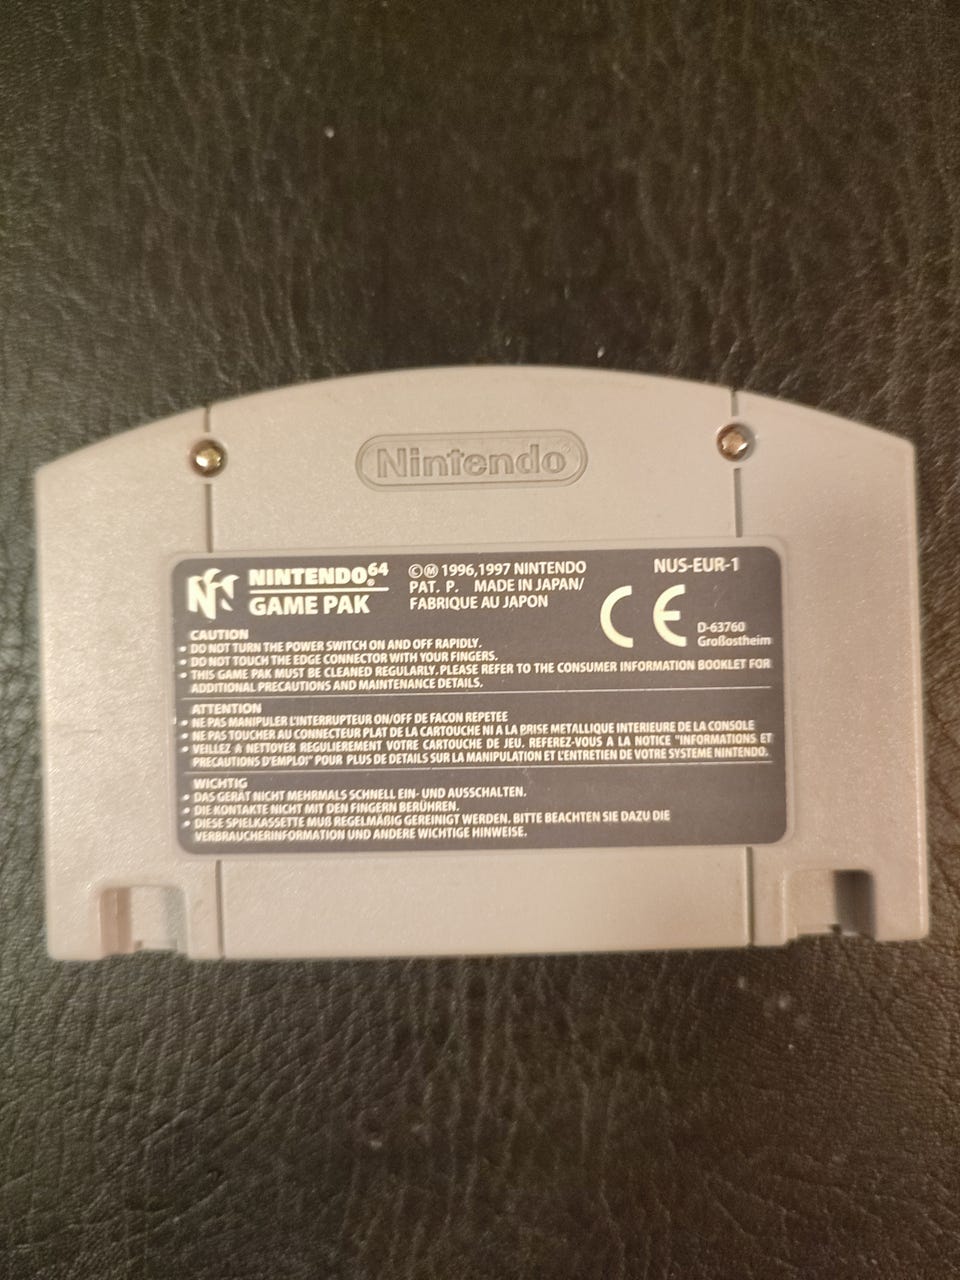 Nintendo®
NINTENDO®64
GAME PAK
©Ⓜ 1996,1997 NINTENDO
PAT. P. MADE IN JAPAN/
FABRIQUE AU JAPON
NUS-EUR-1
CE
D-63760
Großostheim
CAUTION
• DO NOT TURN THE POWER SWITCH ON AND OFF RAPIDLY.
• DO NOT TOUCH THE EDGE CONNECTOR WITH YOUR FINGERS.
• THIS GAME PAK MUST BE CLEANED REGULARLY. PLEASE REFER TO THE CONSUMER INFORMATION BOOKLET FOR
ADDITIONAL PRECAUTIONS AND MAINTENANCE DETAILS.
ATTENTION
• NE PAS MANIPULER L'INTERRUPTEUR ON/OFF DE FACON REPETEE
• NE PAS TOUCHER AU CONNECTEUR PLAT DE LA CARTOUCHE NI A LA PRISE METALLIQUE INTERIEURE DE LA CONSOLE
• VEILLEZ A NETTOYER REGULIEREMENT VOTRE CARTOUCHE DE JEU. REFEREZ-VOUS A LA NOTICE "INFORMATIONS ET
PRECAUTIONS D'EMPLOI" POUR PLUS DE DETAILS SUR LA MANIPULATION ET L'ENTRETIEN DE VOTRE SYSTEME NINTENDO.
WICHTIG
• DAS GERÄT NICHT MEHRMALS SCHNELL EIN- UND AUSSCHALTEN.
• DIE KONTAKTE NICHT MIT DEN FINGERN BERÜHREN.
• DIESE SPIELKASSETTE MUß REGELMÄßIG GEREINIGT WERDEN. BITTE BEACHTEN SIE DAZU DIE
VERBRAUCHERINFORMATION UND ANDERE WICHTIGE HINWEISE.